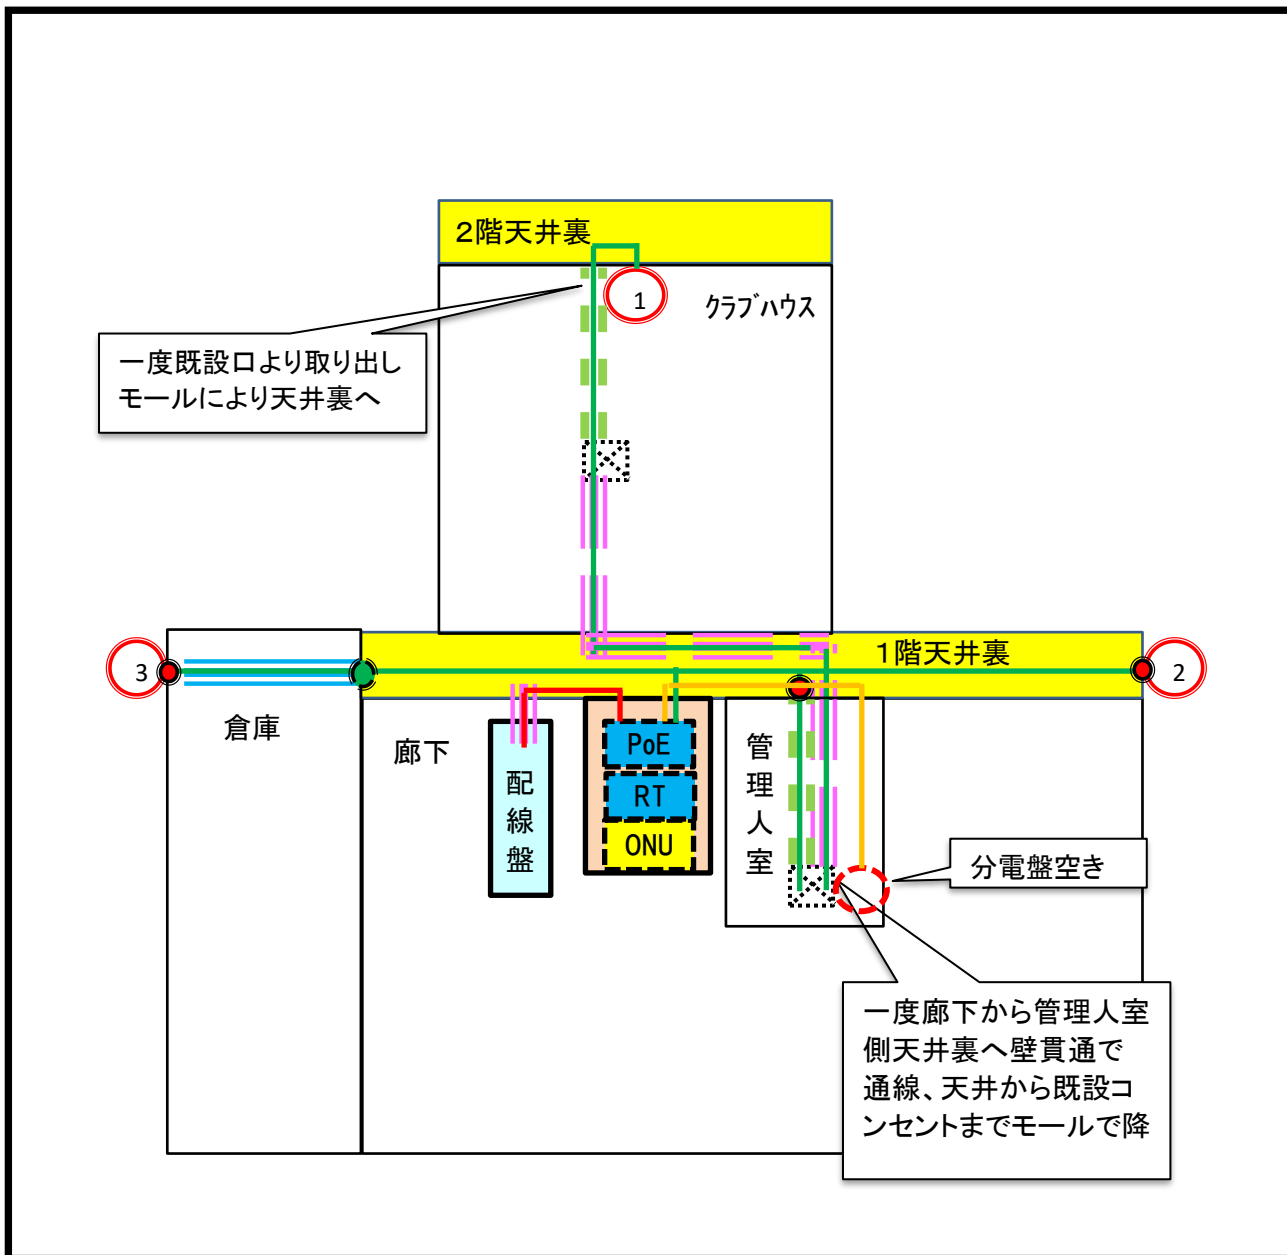 ２階天井裏
1
クラブハウス
一度既設口より取り出し
モールにより天井裏へ
１階天井裏
3
2
倉庫
廊下
配線盤
PoE
RT
ONU
管理人室
分電盤空き
一度廊下から管理人室
側天井裏へ壁貫通で
通線、天井から既設コ
ンセントまでモールで降